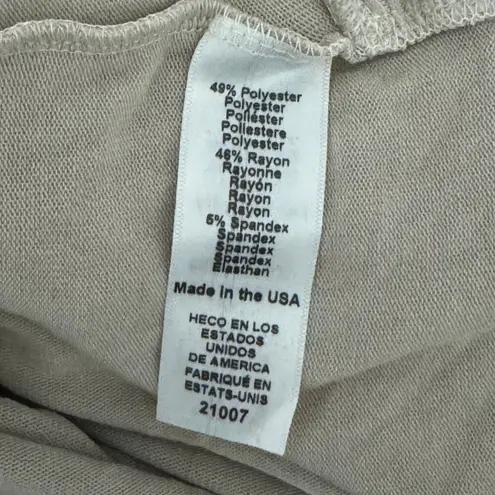 49% Polyester
Polyester
Poliéster
Poliestere
Polyester
46% Rayon
Rayonne
Rayón
Rayon
Rayon
5% Spandex
Spandex
Spandex
Spandex
Elasthan
Made in the USA
HECO EN LOS
ESTADOS
UNIDOS
DE AMERICA
FABRIQUÉ EN
ESTATS-UNIS
21007